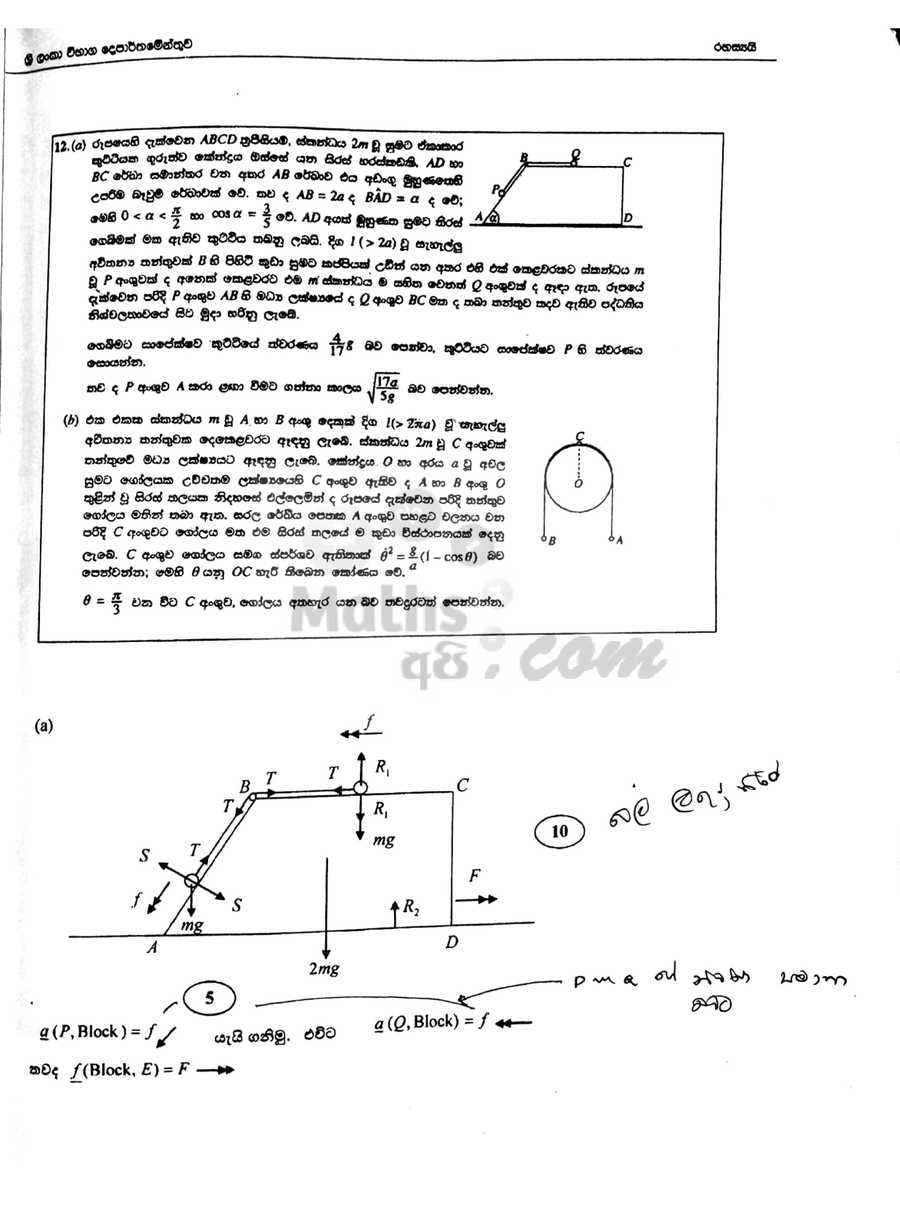 ශ්‍රී ලංකා විභාග දෙපාර්තමේන්තුව
රහස්‍යයි
12.(a) රූපයෙහි දැක්වෙන ABCD ත්‍රපීසියම, ස්කන්ධය 2m වූ සුමට ඒකාකාර
කුට්ටියක ගුරුත්ව කේන්ද්‍රය ඔස්සේ යන සිරස් හරස්කඩකි. AD හා
BC රේඛා සමාන්තර වන අතර AB රේඛාව එය අඩංගු මුහුණතෙහි
උපරිම බෑවුම් රේඛාවක් වේ. තව ද AB = 2a ද BÂD = α ද වේ;
මෙහි 0 < α < π/2 හා cos α = 3/5 වේ. AD අයත් මුහුණත සුමට තිරස්
ගෙබිමක් මත ඇතිව කුට්ටිය තබනු ලබයි. දිග l (> 2a) වූ සැහැල්ලු
අවිතන්‍ය තන්තුවක් B හි පිහිටි කුඩා සුමට කප්පියක් උඩින් යන අතර එහි එක් කෙළවරකට ස්කන්ධය m
වූ P අංශුවක් ද අනෙක් කෙළවරට එම m ස්කන්ධය ම සහිත වෙනත් Q අංශුවක් ද ඈඳා ඇත. රූපයේ
දැක්වෙන පරිදි P අංශුව AB හි මධ්‍ය ලක්ෂ්‍යයේ ද Q අංශුව BC මත ද තබා තන්තුව තදව ඇතිව පද්ධතිය
නිශ්චලතාවයේ සිට මුදා හරිනු ලැබේ.
ගෙබිමට සාපේක්ෂව කුට්ටියේ ත්වරණය 4/17 g බව පෙන්වා, කුට්ටියට සාපේක්ෂව P හි ත්වරණය
සොයන්න.
තව ද P අංශුව A කරා ළඟා වීමට ගන්නා කාලය √(17a/5g) බව පෙන්වන්න.
(b) එක එකක ස්කන්ධය m වූ A හා B අංශු දෙකක් දිග l(> 2πa) වූ සැහැල්ලු
අවිතන්‍ය තන්තුවක දෙකෙළවරට ඈඳනු ලැබේ. ස්කන්ධය 2m වූ C අංශුවක්
තන්තුවේ මධ්‍ය ලක්ෂ්‍යයට ඈඳනු ලැබේ. කේන්ද්‍රය O හා අරය a වූ අචල
සුමට ගෝලයක උච්චතම ලක්ෂ්‍යයෙහි C අංශුව ඇතිව ද A හා B අංශු O
තුළින් වූ සිරස් තලයක නිදහසේ එල්ලෙමින් ද රූපයේ දැක්වෙන පරිදි තන්තුව
ගෝලය මතින් තබා ඇත. සරල රේඛීය පෙතක A අංශුව පහළට චලනය වන
පරිදි C අංශුවට ගෝලය මත එම සිරස් තලයේ ම කුඩා විස්ථාපනයක් දෙනු
ලැබේ. C අංශුව ගෝලය සමග ස්පර්ශව ඇතිතාක් θ̇² = g/a (1 − cos θ) බව
පෙන්වන්න; මෙහි θ යනු OC හැරී තිබෙන කෝණය වේ.
θ = π/3 වන විට C අංශුව, ගෝලය අතහැර යන බව තවදුරටත් පෙන්වන්න.
B Q C
P
A α D
C
O
B A
Maths
අපි .com
(a)
f
B T T R₁ C
T R₁
mg
10
S T
f S
F
mg R₂
A D
2mg
5
a (P, Block) = f යැයි ගනිමු. එවිට a (Q, Block) = f
තවද f (Block, E) = F